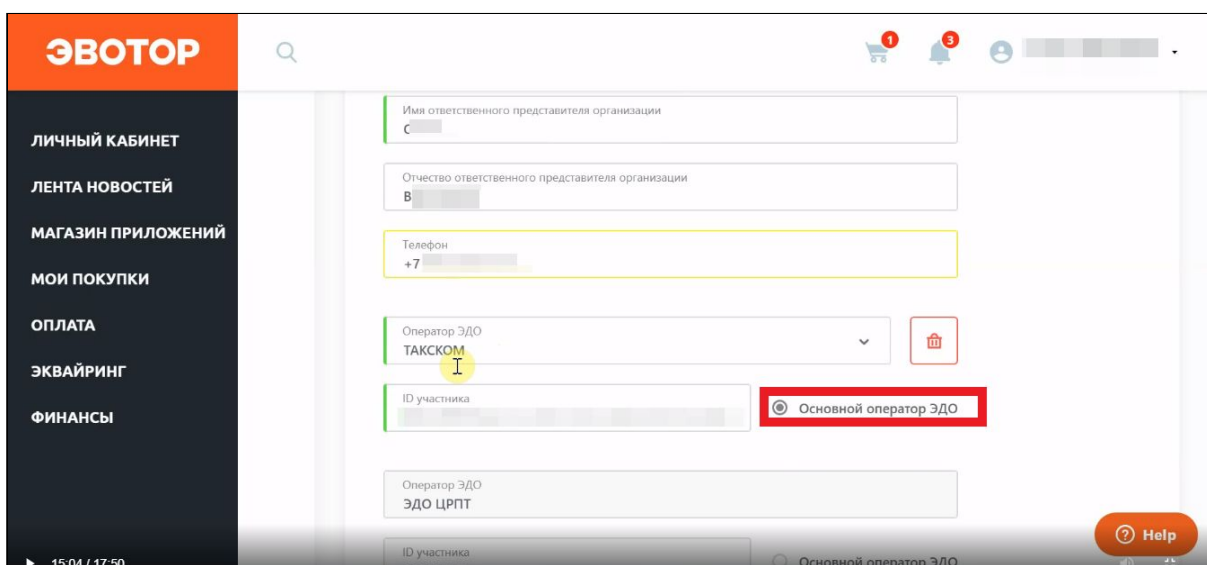 ЭВОТОР
1
3
ЛИЧНЫЙ КАБИНЕТ
ЛЕНТА НОВОСТЕЙ
МАГАЗИН ПРИЛОЖЕНИЙ
МОИ ПОКУПКИ
ОПЛАТА
ЭКВАЙРИНГ
ФИНАНСЫ
Имя ответственного представителя организации
Отчество ответственного представителя организации
В
Телефон
+7
Оператор ЭДО
ТАКСКОМ
ID участника
Основной оператор ЭДО
Оператор ЭДО
ЭДО ЦРПТ
ID участника
Основной оператор ЭДО
Help
15:04 / 17:50